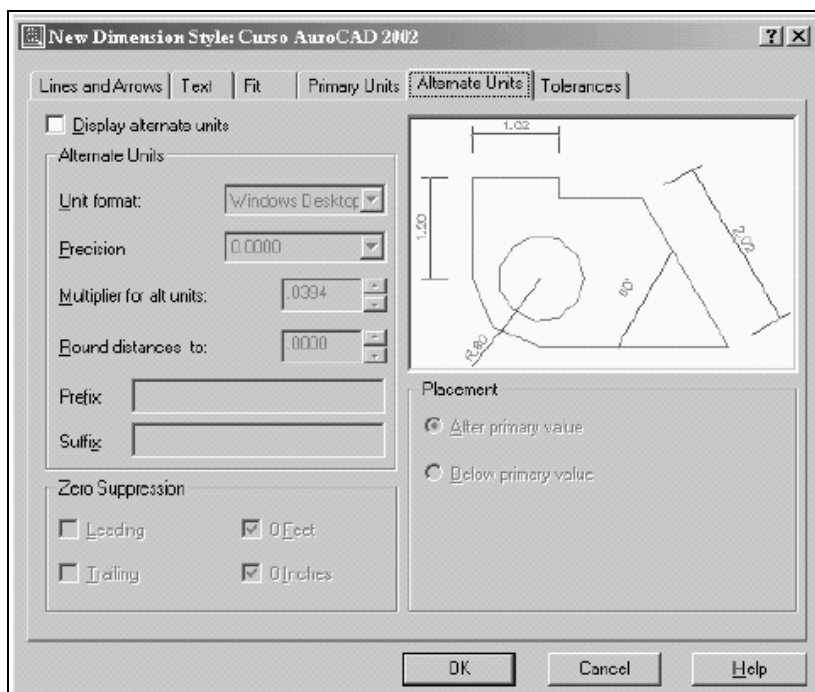 New Dimension Style: Curso AuroCAD 2002
Lines and Arrows Text Fit Primary Units Alternate Units Tolerances
Display alternate units
Alternate Units
Unit format: Windows Desktop
Precision 0.0000
Multiplier for alt units: .0394
Round distances to: .0000
Prefix
Suffix
Zero Suppression
Leading 0 Feet
Trailing 0 Inches
1.02
1.20
2.02
60°
R.60
Placement
After primary value
Below primary value
OK Cancel Help